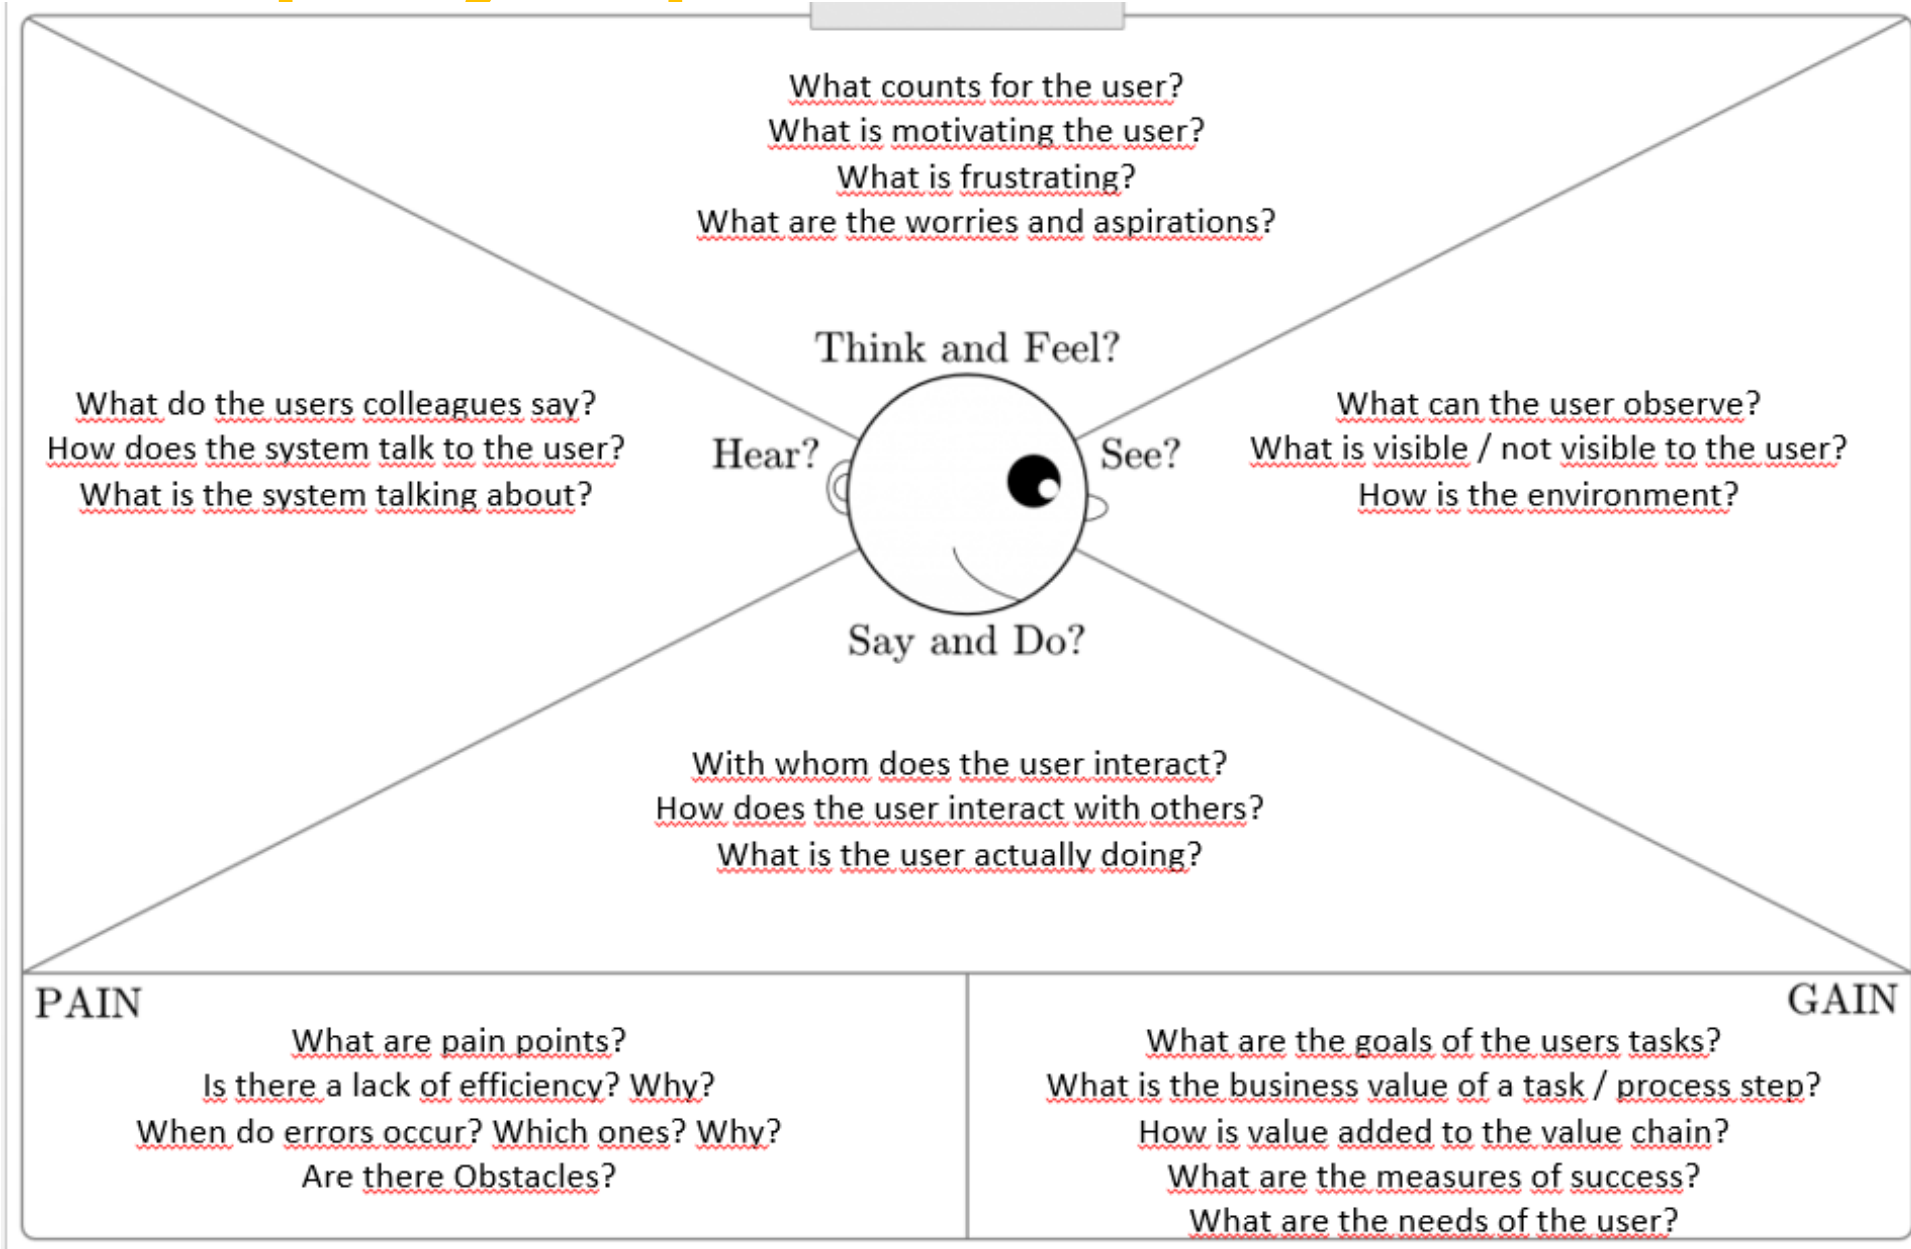 What counts for the user?
What is motivating the user?
What is frustrating?
What are the worries and aspirations?
Think and Feel?
What do the users colleagues say?
How does the system talk to the user?
What is the system talking about?
Hear?
See?
What can the user observe?
What is visible / not visible to the user?
How is the environment?
Say and Do?
With whom does the user interact?
How does the user interact with others?
What is the user actually doing?
PAIN
What are pain points?
Is there a lack of efficiency? Why?
When do errors occur? Which ones? Why?
Are there Obstacles?
GAIN
What are the goals of the users tasks?
What is the business value of a task / process step?
How is value added to the value chain?
What are the measures of success?
What are the needs of the user?